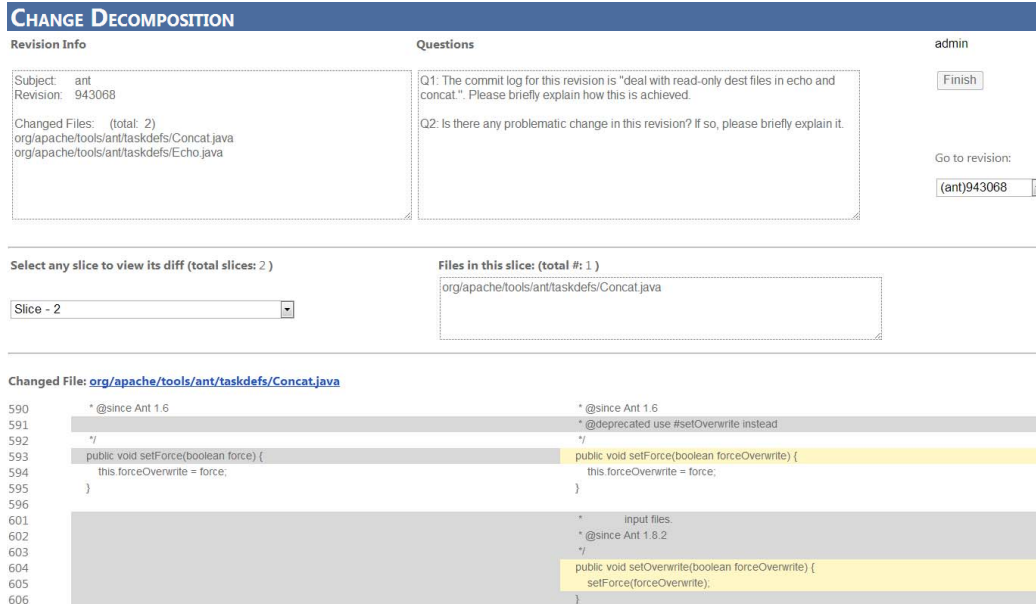 CHANGE DECOMPOSITION
Revision Info
Questions
admin
Subject: ant
Revision: 943068
Changed Files: (total: 2)
org/apache/tools/ant/taskdefs/Concat.java
org/apache/tools/ant/taskdefs/Echo.java
Q1: The commit log for this revision is "deal with read-only dest files in echo and
concat.". Please briefly explain how this is achieved.
Q2: Is there any problematic change in this revision? If so, please briefly explain it.
Finish
Go to revision:
(ant)943068
Select any slice to view its diff (total slices: 2 )
Slice - 2
Files in this slice: (total #: 1 )
org/apache/tools/ant/taskdefs/Concat.java
Changed File: org/apache/tools/ant/taskdefs/Concat.java
590 * @since Ant 1.6 * @since Ant 1.6
591 * @deprecated use #setOverwrite instead
592 */ */
593 public void setForce(boolean force) { public void setForce(boolean forceOverwrite) {
594 this.forceOverwrite = force; this.forceOverwrite = force;
595 } }
596
601 * input files.
602 * @since Ant 1.8.2
603 */
604 public void setOverwrite(boolean forceOverwrite) {
605 setForce(forceOverwrite);
606 }